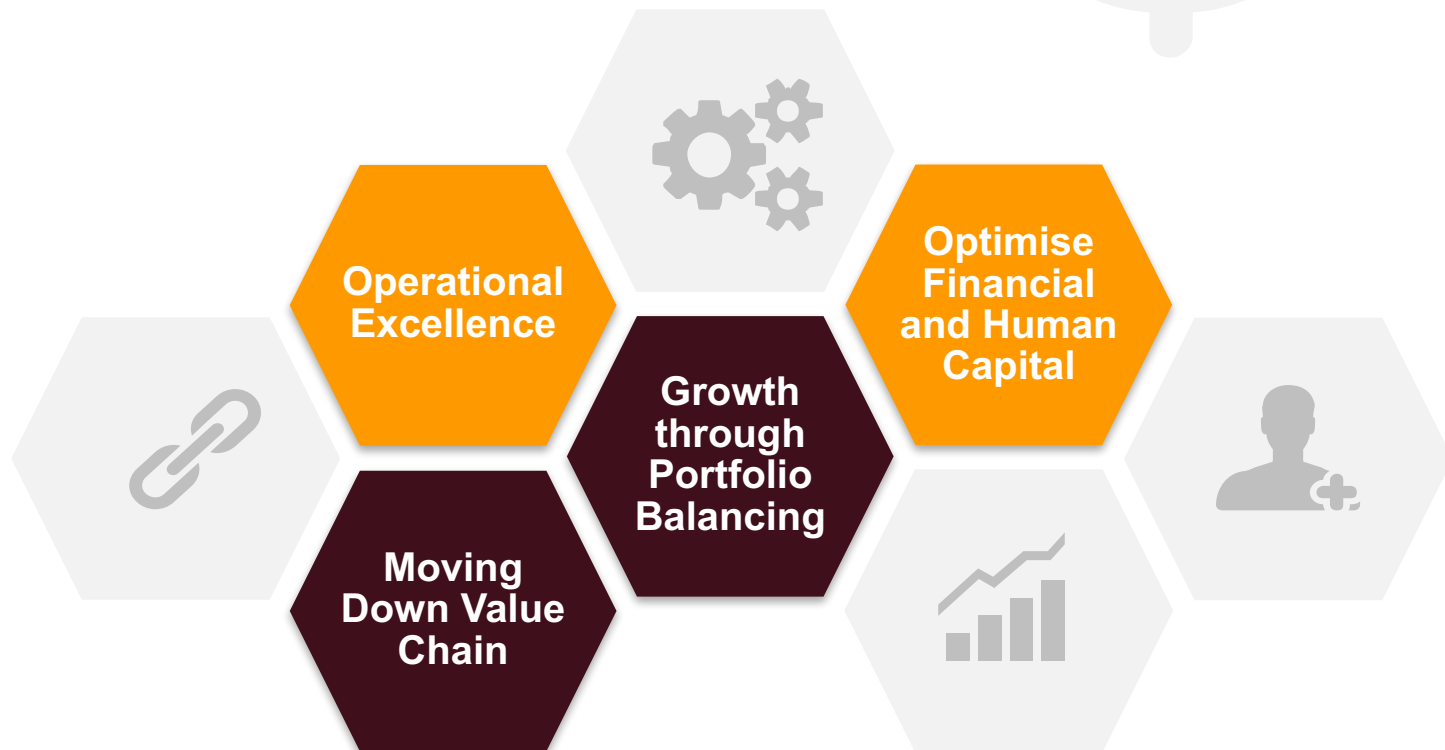 Operational
Excellence
Optimise
Financial
and Human
Capital
Growth
through
Portfolio
Balancing
Moving
Down Value
Chain